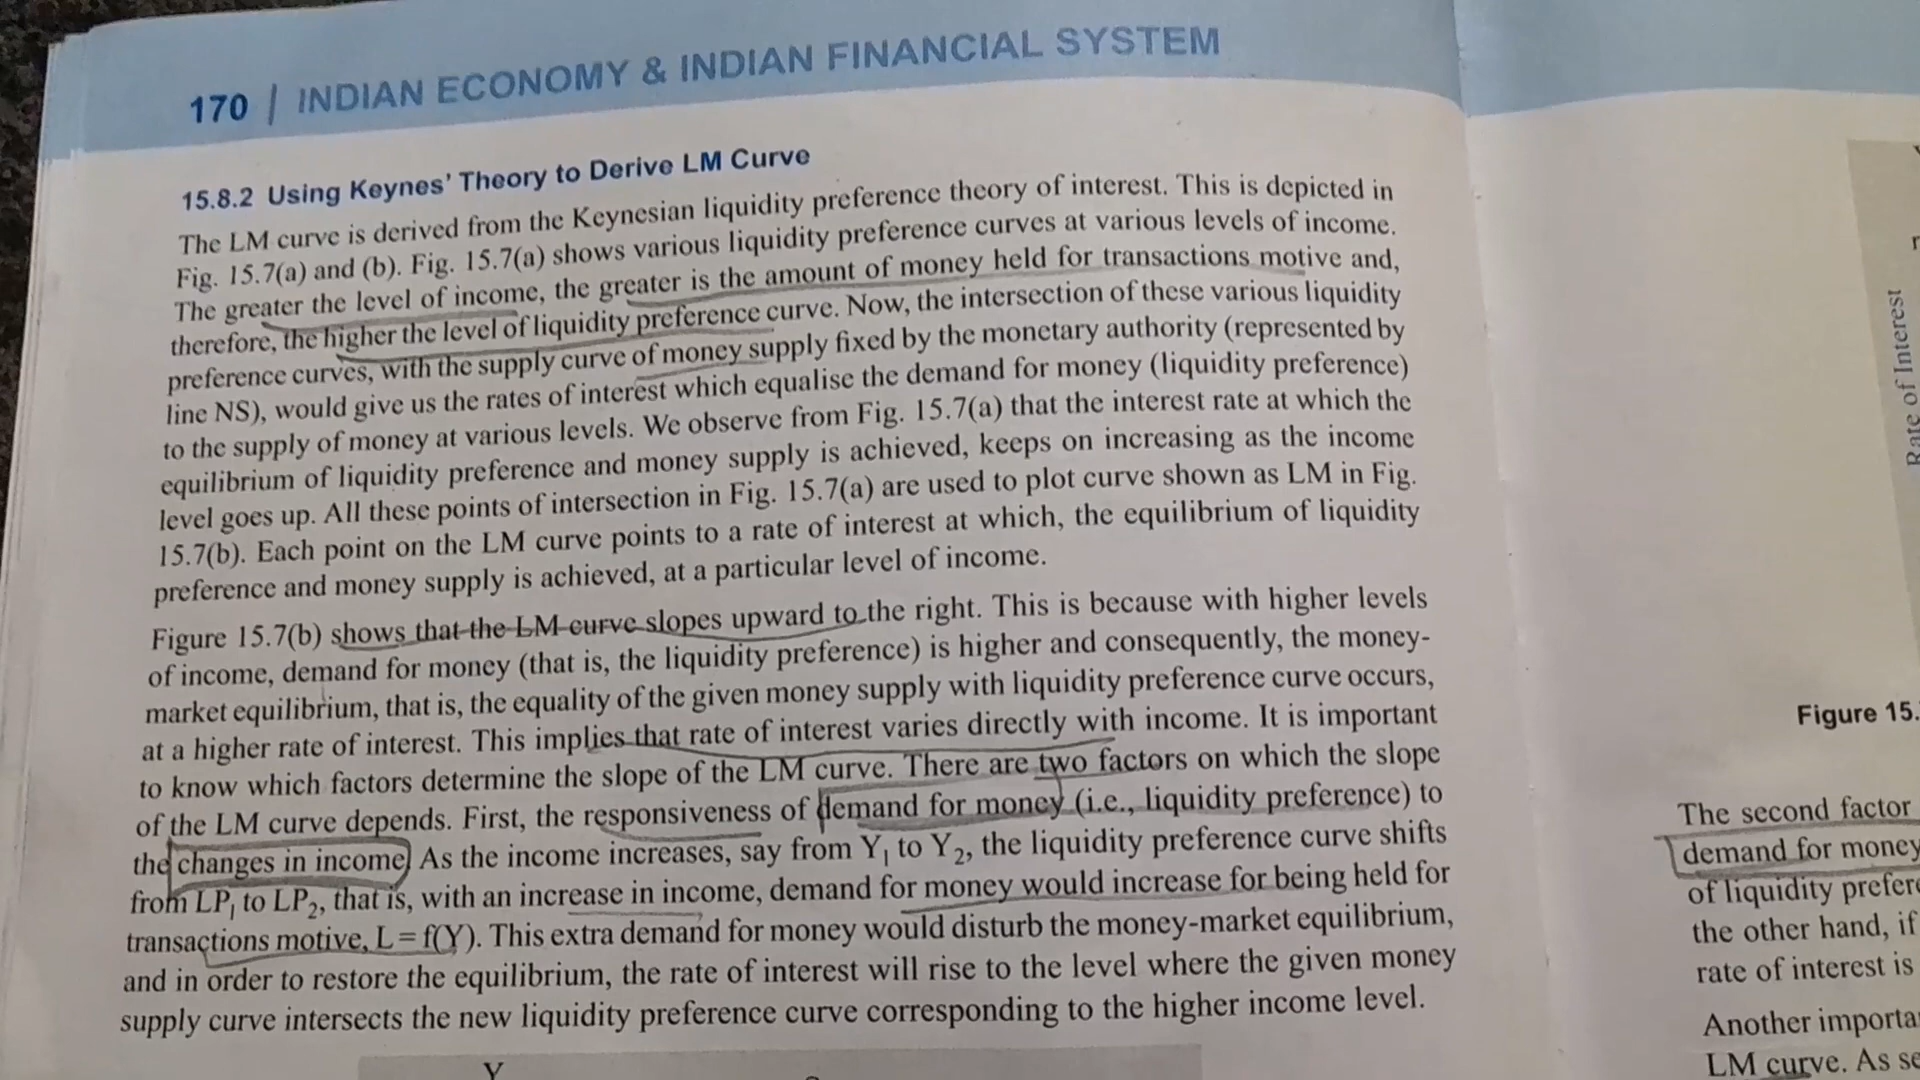 170 | INDIAN ECONOMY & INDIAN FINANCIAL SYSTEM
15.8.2 Using Keynes' Theory to Derive LM Curve
The LM curve is derived from the Keynesian liquidity preference theory of interest. This is depicted in
Fig. 15.7(a) and (b). Fig. 15.7(a) shows various liquidity preference curves at various levels of income.
The greater the level of income, the greater is the amount of money held for transactions motive and,
therefore, the higher the level of liquidity preference curve. Now, the intersection of these various liquidity
preference curves, with the supply curve of money supply fixed by the monetary authority (represented by
line NS), would give us the rates of interest which equalise the demand for money (liquidity preference)
to the supply of money at various levels. We observe from Fig. 15.7(a) that the interest rate at which the
equilibrium of liquidity preference and money supply is achieved, keeps on increasing as the income
level goes up. All these points of intersection in Fig. 15.7(a) are used to plot curve shown as LM in Fig.
15.7(b). Each point on the LM curve points to a rate of interest at which, the equilibrium of liquidity
preference and money supply is achieved, at a particular level of income.
Figure 15.7(b) shows that the LM curve slopes upward to the right. This is because with higher levels
of income, demand for money (that is, the liquidity preference) is higher and consequently, the money-
market equilibrium, that is, the equality of the given money supply with liquidity preference curve occurs,
at a higher rate of interest. This implies that rate of interest varies directly with income. It is important
to know which factors determine the slope of the LM curve. There are two factors on which the slope
of the LM curve depends. First, the responsiveness of demand for money (i.e., liquidity preference) to
the changes in income. As the income increases, say from Y₁ to Y₂, the liquidity preference curve shifts
from LP₁ to LP₂, that is, with an increase in income, demand for money would increase for being held for
transactions motive, L = f(Y). This extra demand for money would disturb the money-market equilibrium,
and in order to restore the equilibrium, the rate of interest will rise to the level where the given money
supply curve intersects the new liquidity preference curve corresponding to the higher income level.
Y
Rate of Interest
Figure 15.
The second factor
demand for money
of liquidity
the other hand, if
rate of interest is
Another
LM curve. As